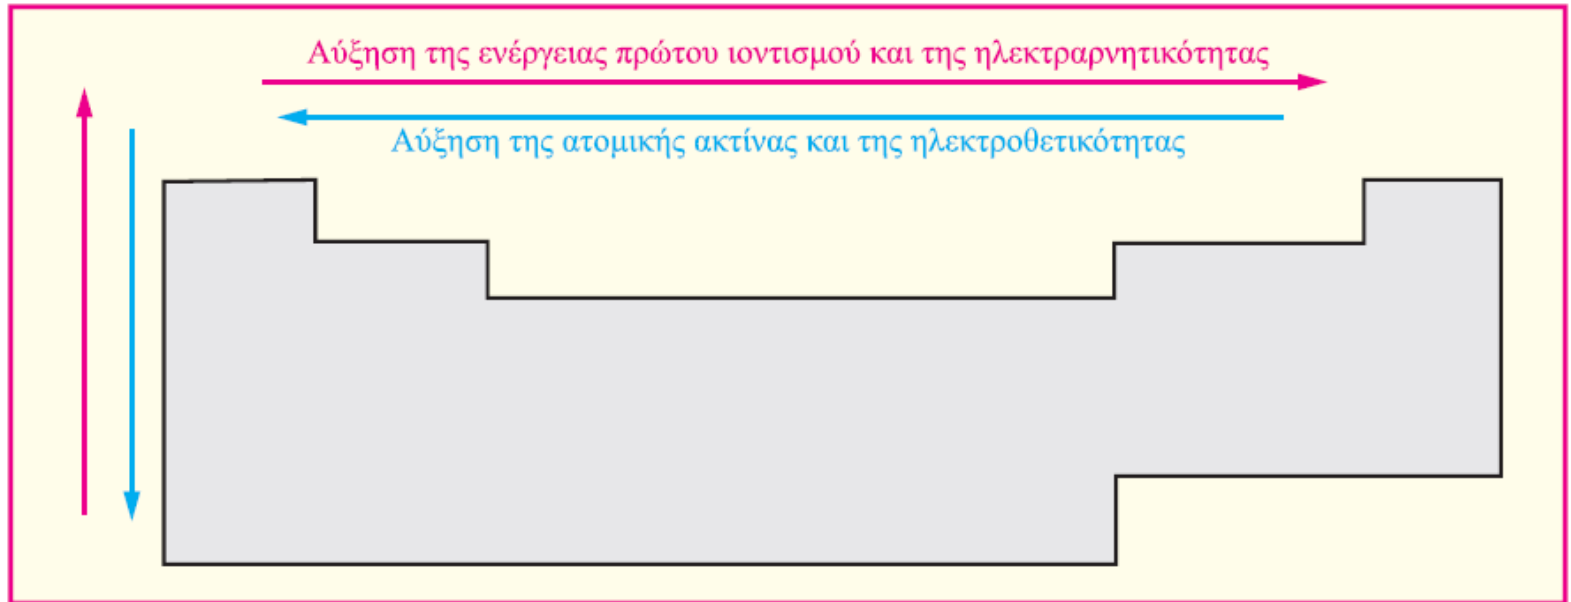 Αύξηση της ενέργειας πρώτου ιοντισμού και της ηλεκτραρνητικότητας
Αύξηση της ατομικής ακτίνας και της ηλεκτροθετικότητας